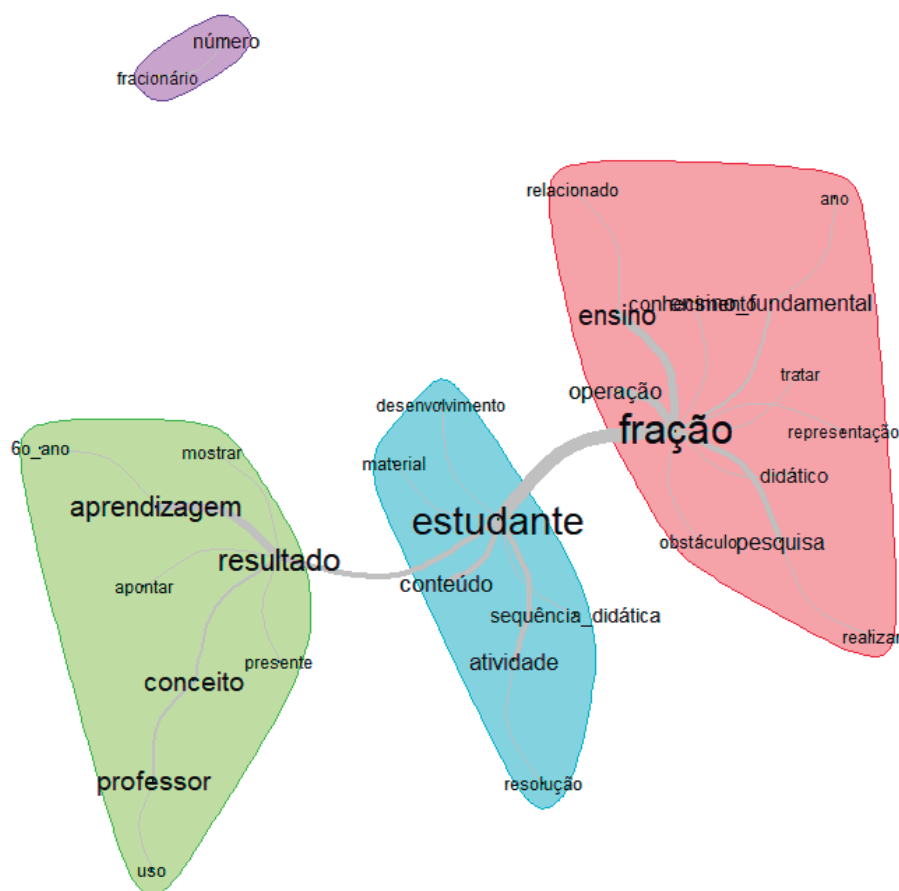 número
fracionário
relacionado
ano
conhecimento
ensino_fundamental
ensino
tratar
operação
desenvolvimento
fração
representação
6o_ano
mostrar
material
didático
aprendizagem
estudante
obstáculo
pesquisa
resultado
apontar
conteúdo
sequência_didática
realizar
presente
atividade
conceito
professor
resolução
uso